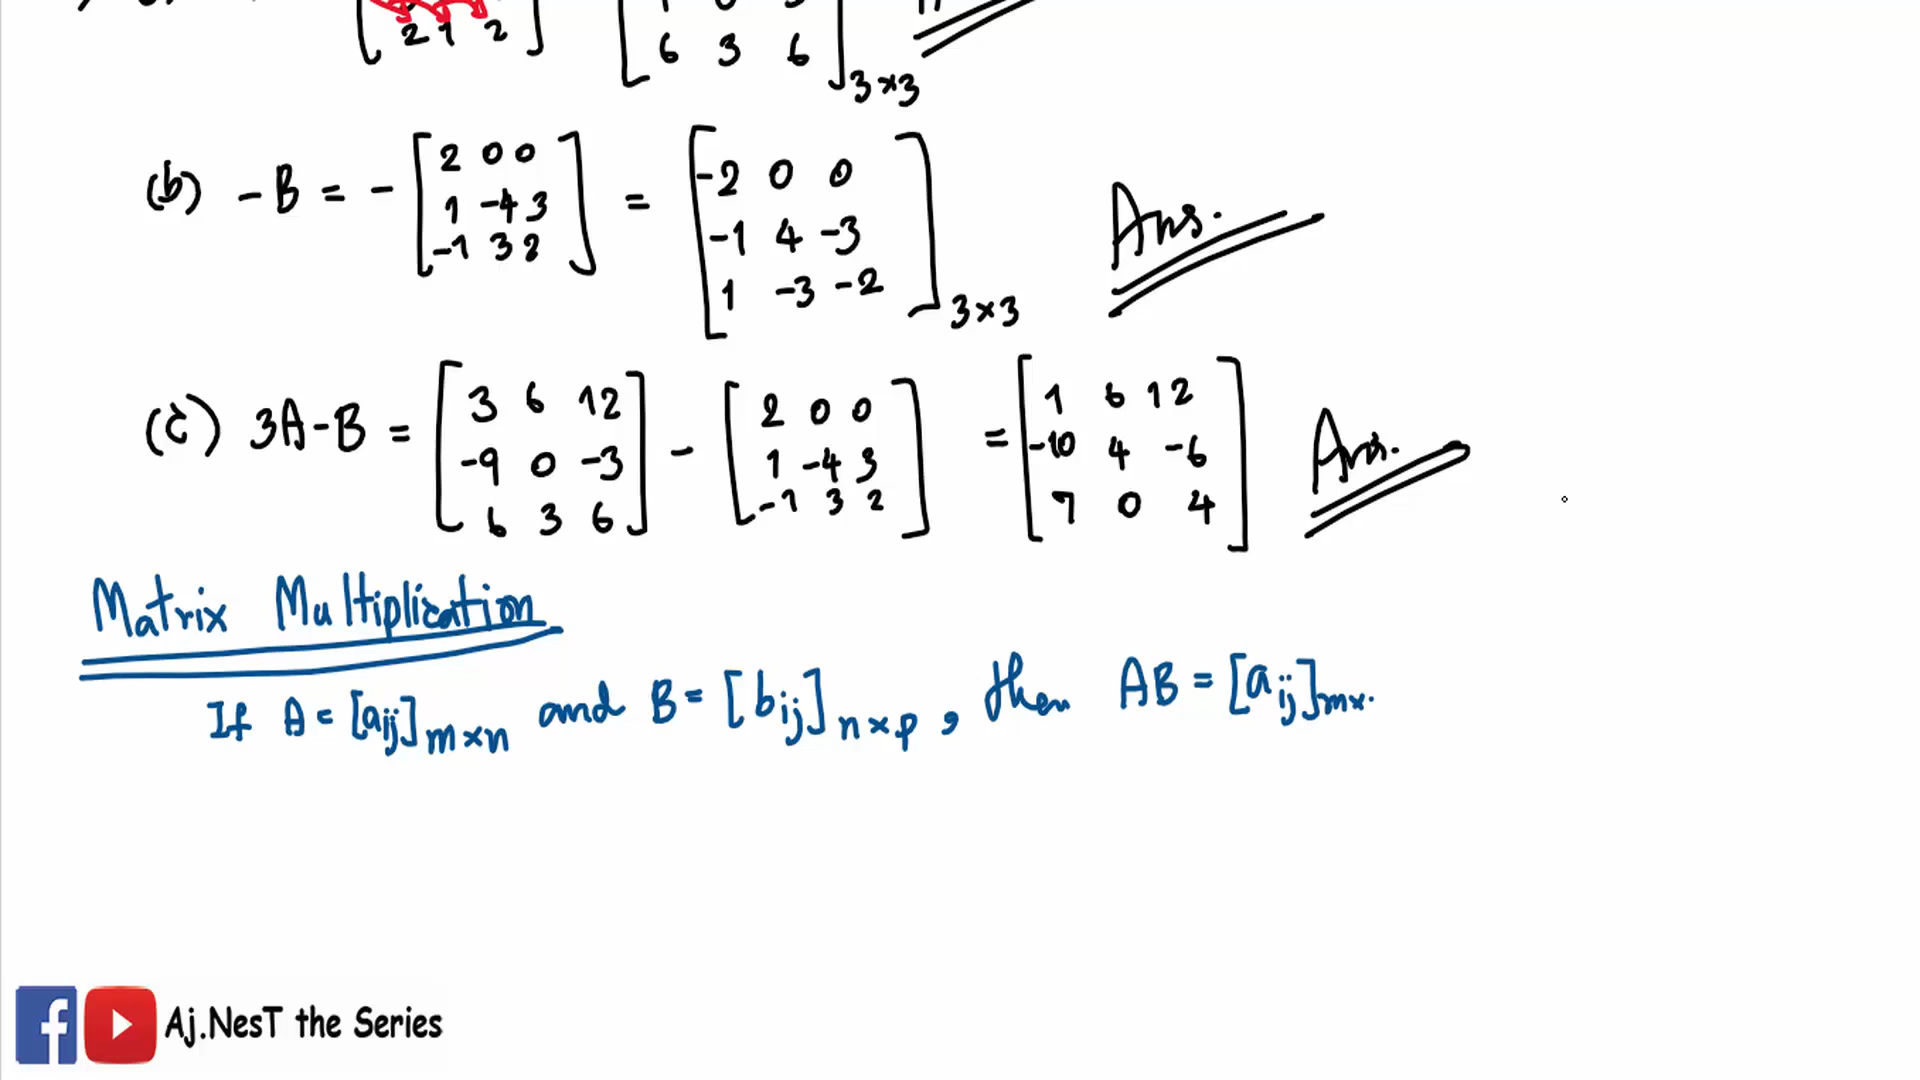 2 1 2
6 3 6 3×3
(b) -B = - [2 0 0 = [-2 0 0
1 -4 3 -1 4 -3 Ans.
-1 3 2] 1 -3 -2] 3×3
(c) 3A-B = [3 6 12 - [2 0 0 = [1 6 12
-9 0 -3 1 -4 3 -10 4 -6 Ans.
6 3 6] -1 3 2] 7 0 4]
Matrix Multiplication
If A = [aij]m×n and B = [bij]n×p, then AB = [aij]m×.
Aj.NesT the Series